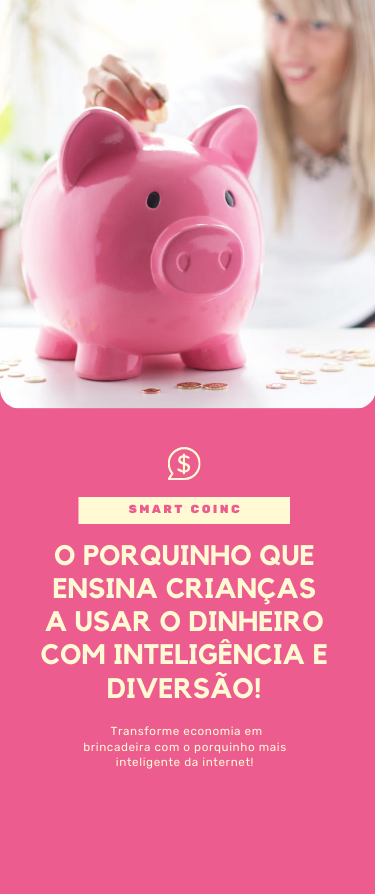 $
SMART COINC
O PORQUINHO QUE
ENSINA CRIANÇAS
A USAR O DINHEIRO
COM INTELIGÊNCIA E
DIVERSÃO!
Transforme economia em
brincadeira com o porquinho mais
inteligente da internet!